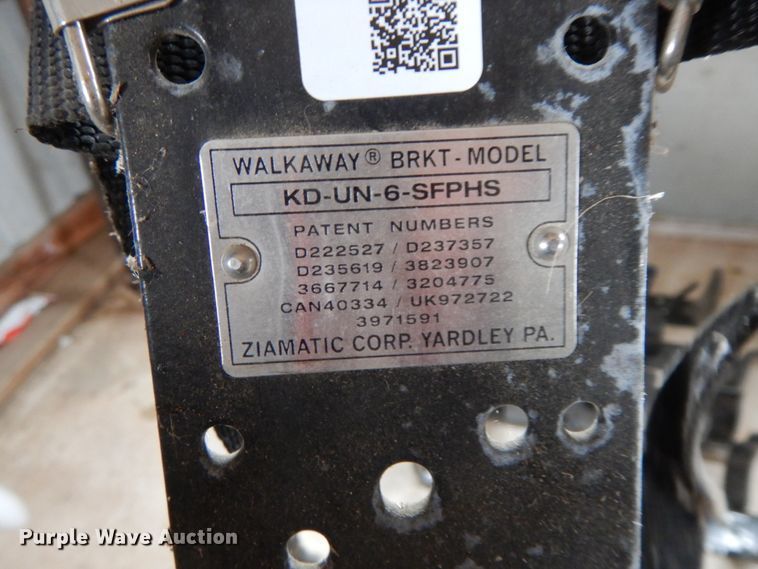 WALKAWAY® BRKT-MODEL
KD-UN-6-SFPHS
PATENT NUMBERS
D222527 / D237357
D235619 / 3823907
3667714 / 3204775
CAN40334 / UK972722
3971591
ZIAMATIC CORP. YARDLEY PA.
Purple Wave Auction